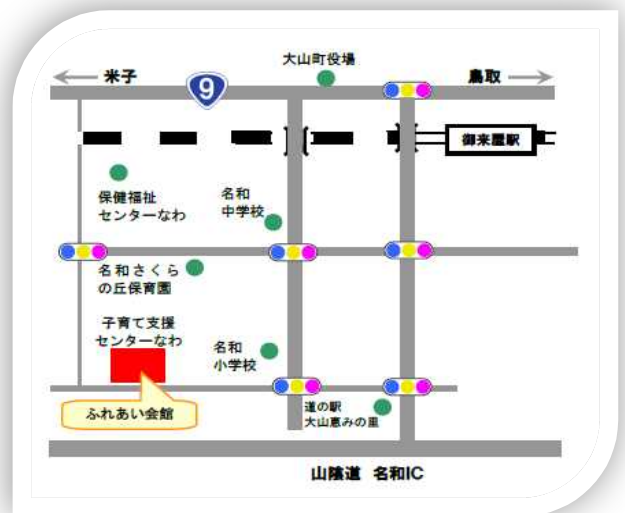 大山町役場
米子
9
鳥取
御来屋駅
保健福祉
センターなわ
名和
中学校
名和さくら
の丘保育園
子育て支援
センターなわ
名和
小学校
ふれあい会館
道の駅
大山恵みの里
山陰道 名和IC